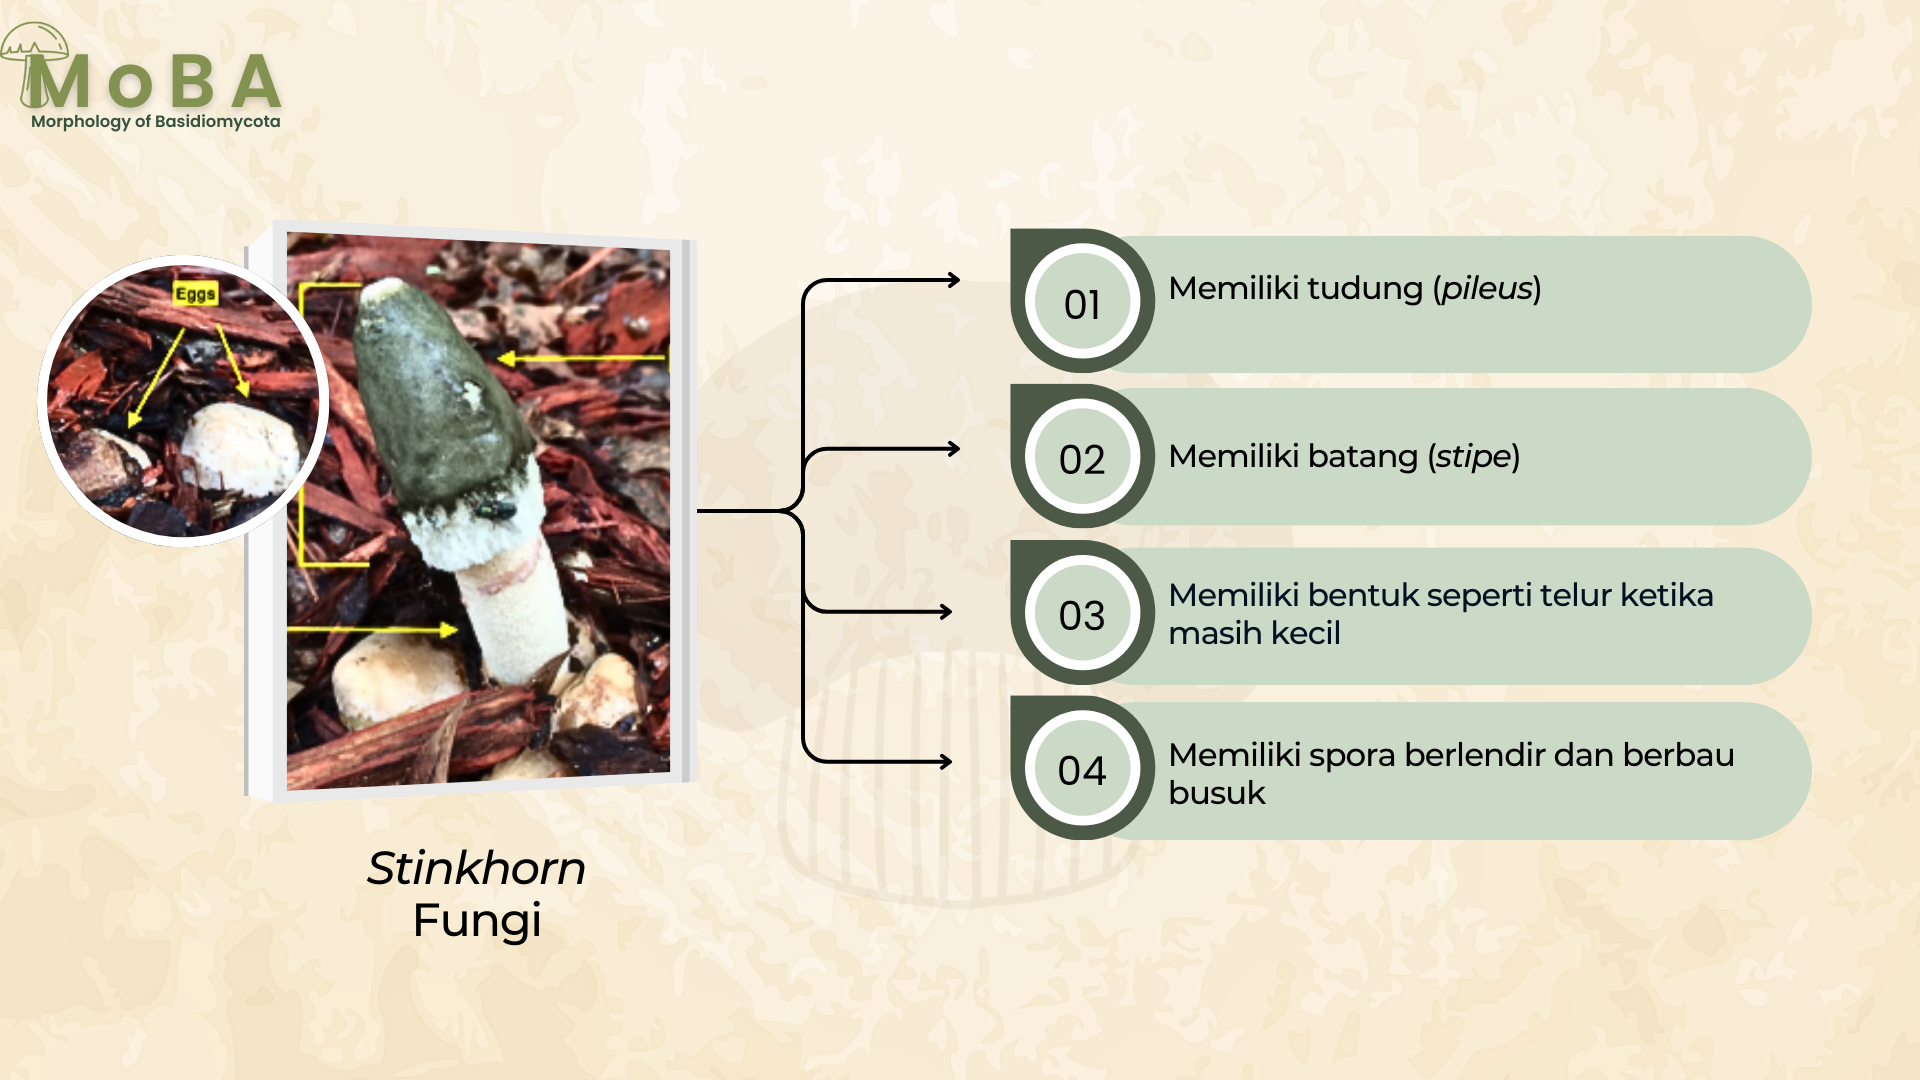 MoBA
Morphology of Basidiomycota
Eggs
01
Memiliki tudung (pileus)
02
Memiliki batang (stipe)
03
Memiliki bentuk seperti telur ketika
masih kecil
04
Memiliki spora berlendir dan berbau
busuk
Stinkhorn
Fungi